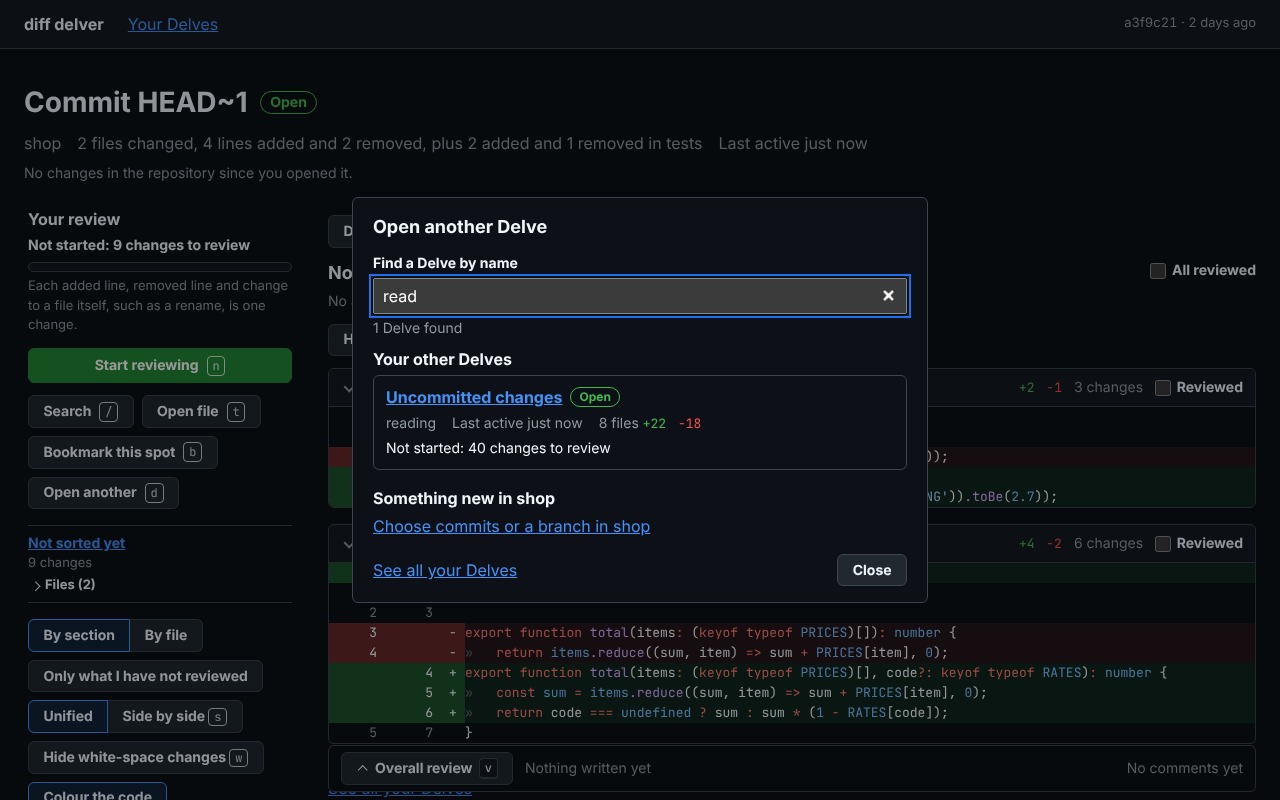 diff delver Your Delves a3f9c21 · 2 days ago
Commit HEAD~1 Open
shop 2 files changed, 4 lines added and 2 removed, plus 2 added and 1 removed in tests Last active just now
No changes in the repository since you opened it.
Your review
Not started: 9 changes to review
Each added line, removed line and change
to a file itself, such as a rename, is one
change.
Start reviewing n
Search / Open file t
Bookmark this spot b
Open another d
Not sorted yet
9 changes
Files (2)
By section By file
Only what I have not reviewed
Unified Side by side s
Hide white-space changes w
Colour the code
Open another Delve
Find a Delve by name
read
1 Delve found
Your other Delves
Uncommitted changes Open
reading Last active just now 8 files +22 -18
Not started: 40 changes to review
Something new in shop
Choose commits or a branch in shop
See all your Delves Close
All reviewed
+2 -1 3 changes Reviewed
));
NG')).toBe(2.7));
+4 -2 6 changes Reviewed
2 3
3 - export function total(items: (keyof typeof PRICES)[]): number {
4 - » return items.reduce((sum, item) => sum + PRICES[item], 0);
4 + export function total(items: (keyof typeof PRICES)[], code?: keyof typeof RATES): number {
5 + » const sum = items.reduce((sum, item) => sum + PRICES[item], 0);
6 + » return code === undefined ? sum : sum * (1 - RATES[code]);
5 7 }
Overall review v Nothing written yet No comments yet
See all your Delves